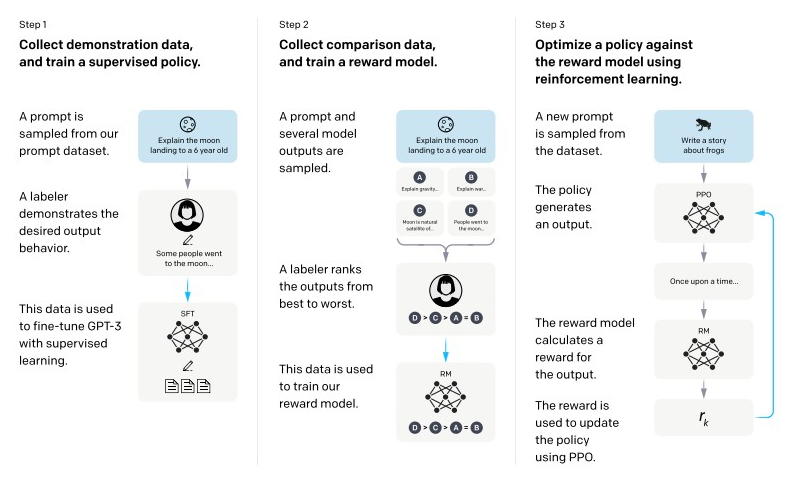 Step 1
Collect demonstration data,
and train a supervised policy.
A prompt is
sampled from our
prompt dataset.
Explain the moon
landing to a 6 year old
A labeler
demonstrates the
desired output
behavior.
Some people went
to the moon...
This data is used
to fine-tune GPT-3
with supervised
learning.
SFT
Step 2
Collect comparison data,
and train a reward model.
A prompt and
several model
outputs are
sampled.
Explain the moon
landing to a 6 year old
A
Explain gravity...
B
Explain war...
C
Moon is natural
satellite of...
D
People went to
the moon...
A labeler ranks
the outputs from
best to worst.
D > C > A = B
This data is used
to train our
reward model.
RM
D > C > A = B
Step 3
Optimize a policy against
the reward model using
reinforcement learning.
A new prompt
is sampled from
the dataset.
Write a story
about frogs
The policy
generates
an output.
PPO
Once upon a time...
The reward model
calculates a
reward for
the output.
RM
The reward is
used to update
the policy
using PPO.
rk